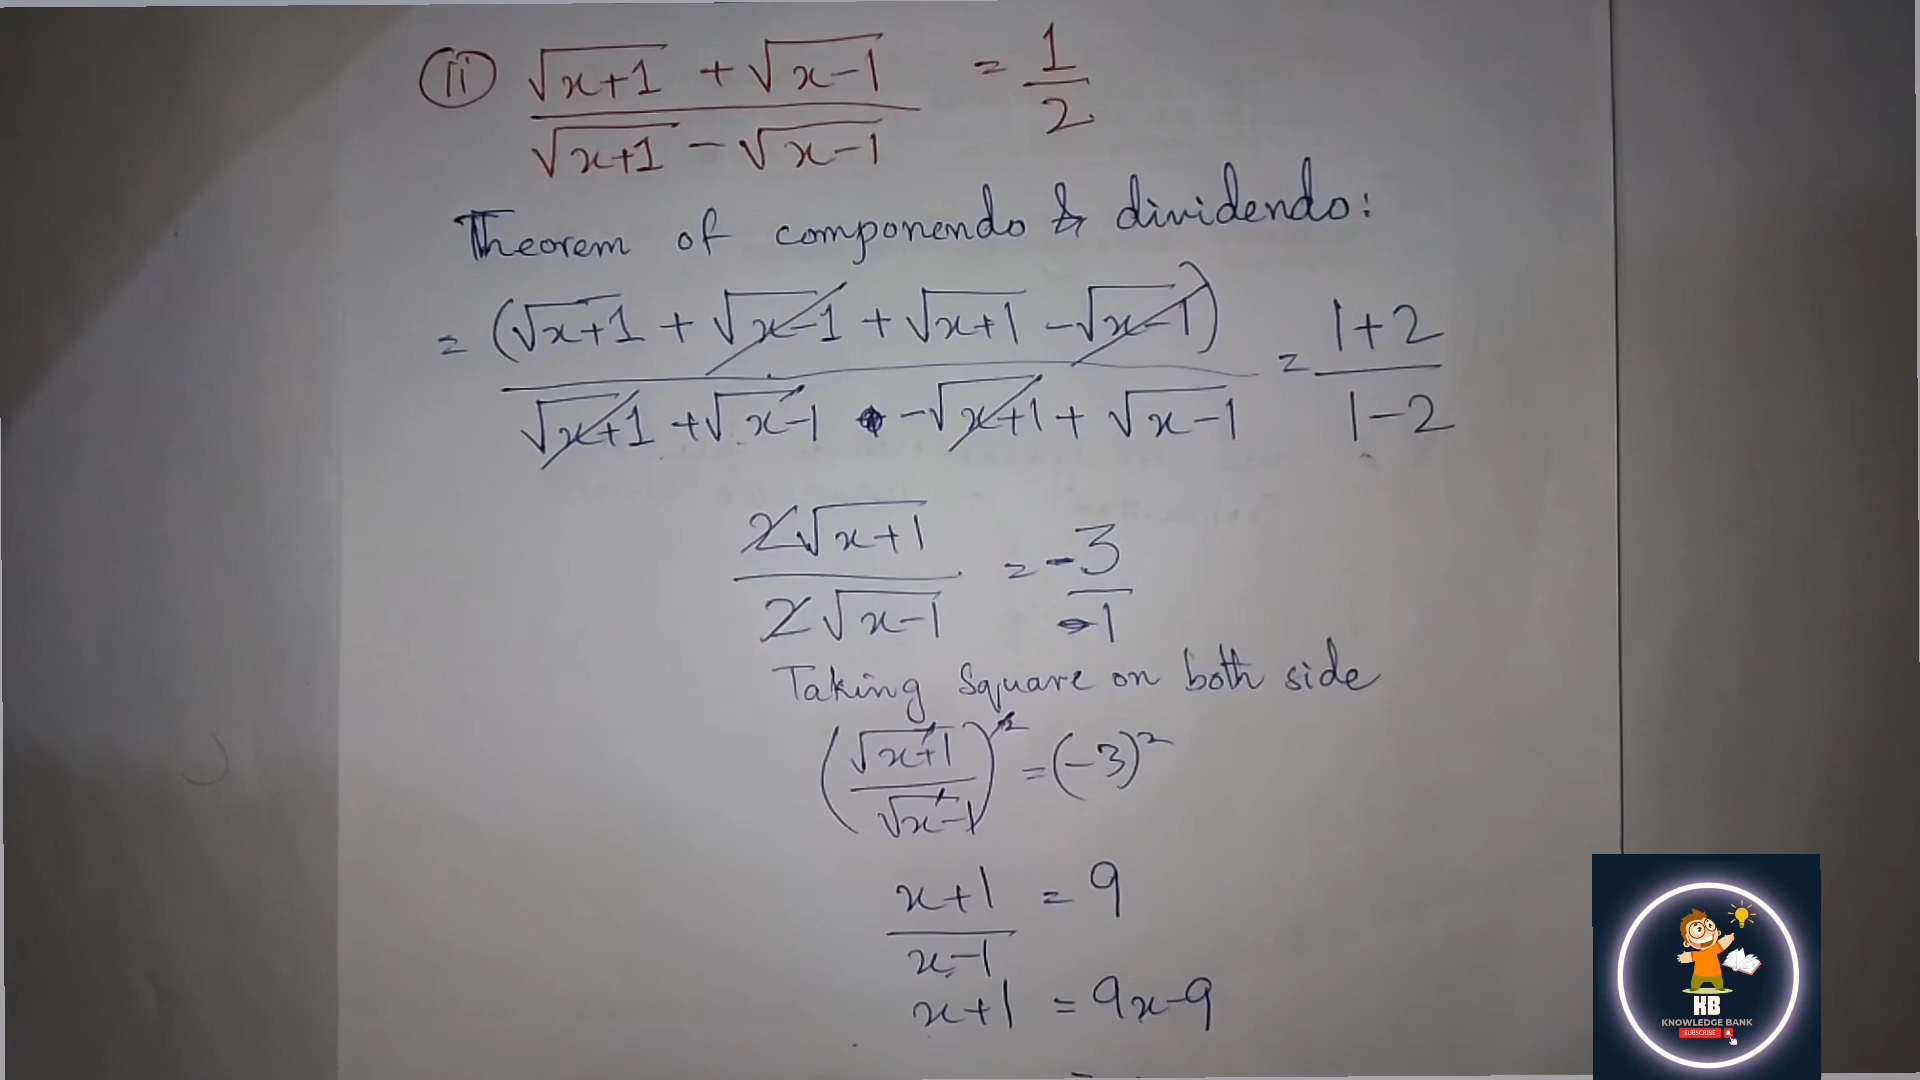 (ii) (√x+1 + √x-1)/(√x+1 - √x-1) = 1/2
Theorem of componendo & dividendo:
= (√x+1 + √x-1 + √x+1 - √x-1)/(√x+1 + √x-1 - √x+1 + √x-1) = (1+2)/(1-2)
2√x+1/2√x-1 = -3/-1
Taking Square on both side
(√x+1/√x-1)² = (-3)²
x+1/x-1 = 9
x+1 = 9x-9
KB
KNOWLEDGE BANK
SUBSCRIBE